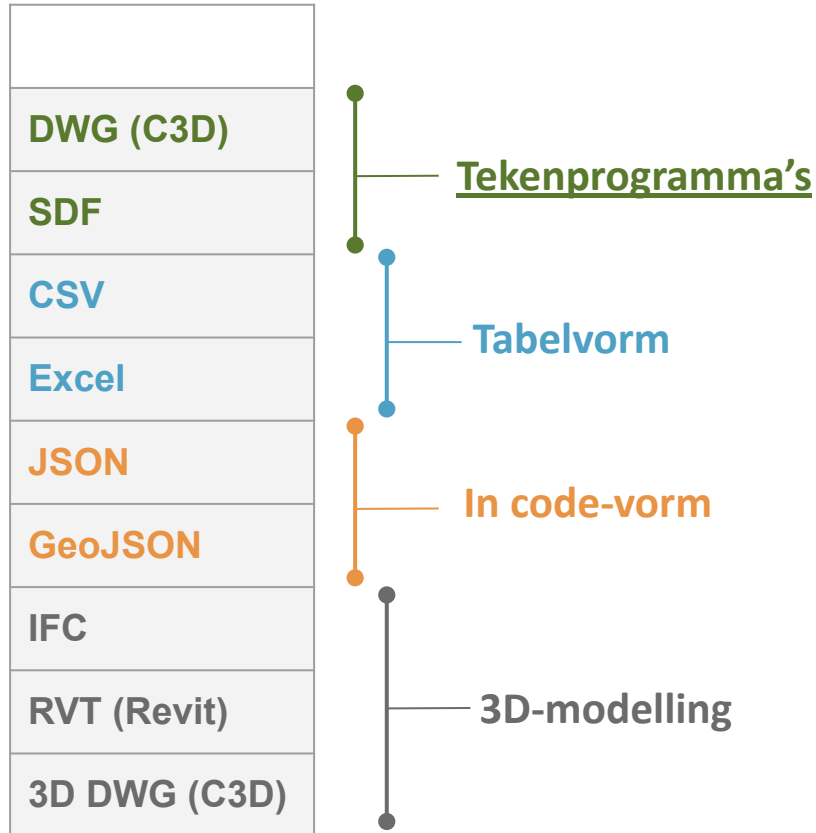 DWG (C3D)
SDF
CSV
Excel
JSON
GeoJSON
IFC
RVT (Revit)
3D DWG (C3D)
Tekenprogramma’s
Tabelvorm
In code-vorm
3D-modelling